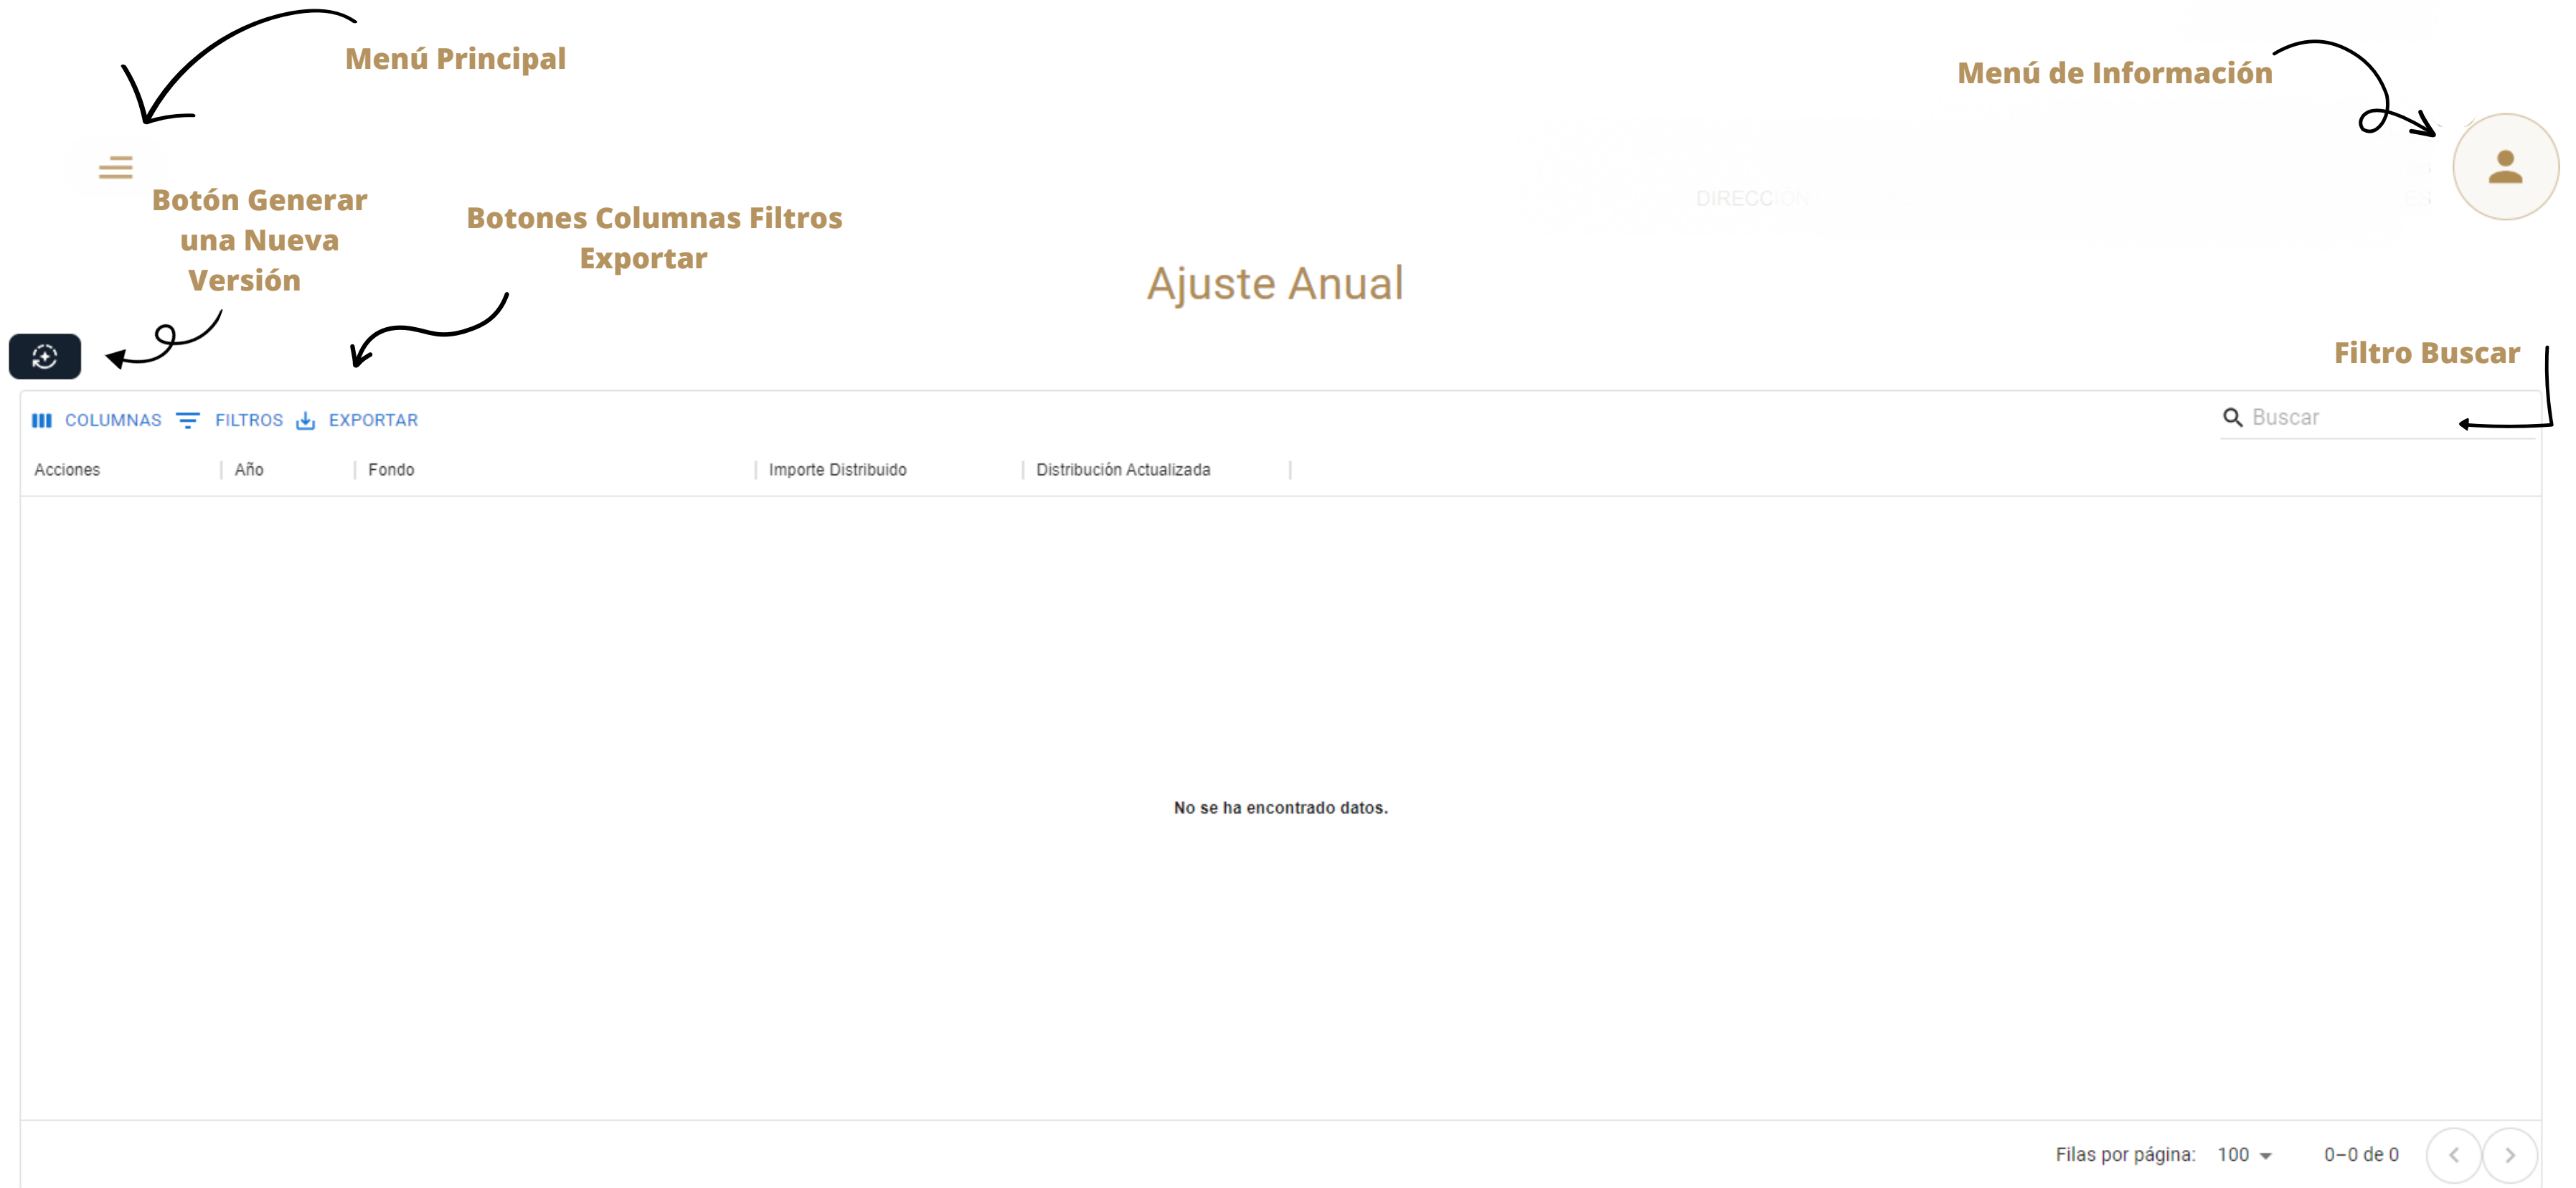 Menú Principal
Menú de Información
DIRECCIÓN
ES
Botón Generar
una Nueva
Versión
Botones Columnas Filtros
Exportar
Ajuste Anual
Filtro Buscar
COLUMNAS FILTROS EXPORTAR
Buscar
Acciones Año Fondo Importe Distribuido Distribución Actualizada
No se ha encontrado datos.
Filas por página: 100 0–0 de 0